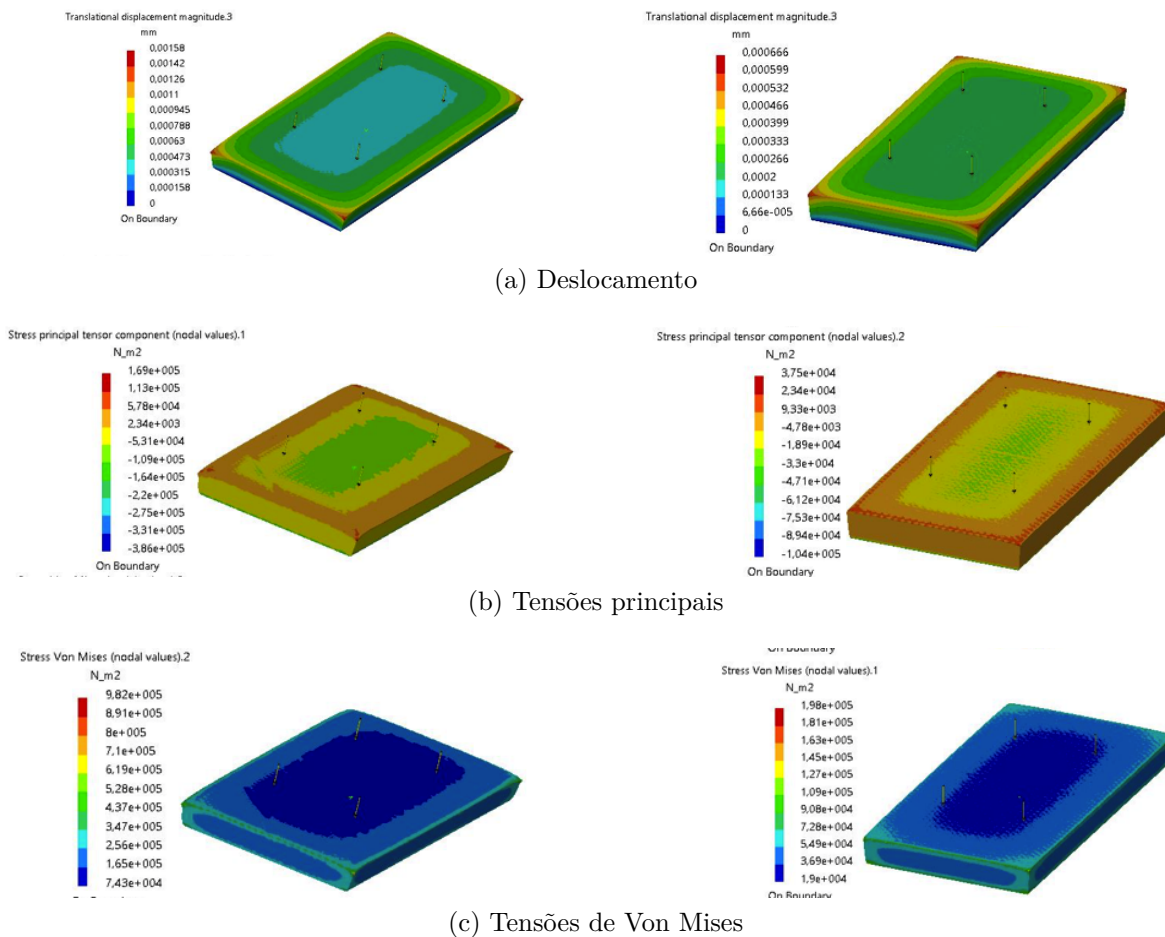 Translational displacement magnitude.3
mm
0,00158
0,00142
0,00126
0,0011
0,000945
0,000788
0,00063
0,000473
0,000315
0,000158
0
On Boundary
Translational displacement magnitude.3
mm
0,000666
0,000599
0,000532
0,000466
0,000399
0,000333
0,000266
0,0002
0,000133
6,66e-005
0
On Boundary
(a) Deslocamento
Stress principal tensor component (nodal values).1
N_m2
1,69e+005
1,13e+005
5,78e+004
2,34e+003
-5,31e+004
-1,09e+005
-1,64e+005
-2,2e+005
-2,75e+005
-3,31e+005
-3,86e+005
On Boundary
Stress principal tensor component (nodal values).2
N_m2
3,75e+004
2,34e+004
9,33e+003
-4,78e+003
-1,89e+004
-3,3e+004
-4,71e+004
-6,12e+004
-7,53e+004
-8,94e+004
-1,04e+005
On Boundary
(b) Tensões principais
Stress Von Mises (nodal values).2
N_m2
9,82e+005
8,91e+005
8e+005
7,1e+005
6,19e+005
5,28e+005
4,37e+005
3,47e+005
2,56e+005
1,65e+005
7,43e+004
On Boundary
Stress Von Mises (nodal values).1
N_m2
1,98e+005
1,81e+005
1,63e+005
1,45e+005
1,27e+005
1,09e+005
9,08e+004
7,28e+004
5,49e+004
3,69e+004
1,9e+004
On Boundary
(c) Tensões de Von Mises